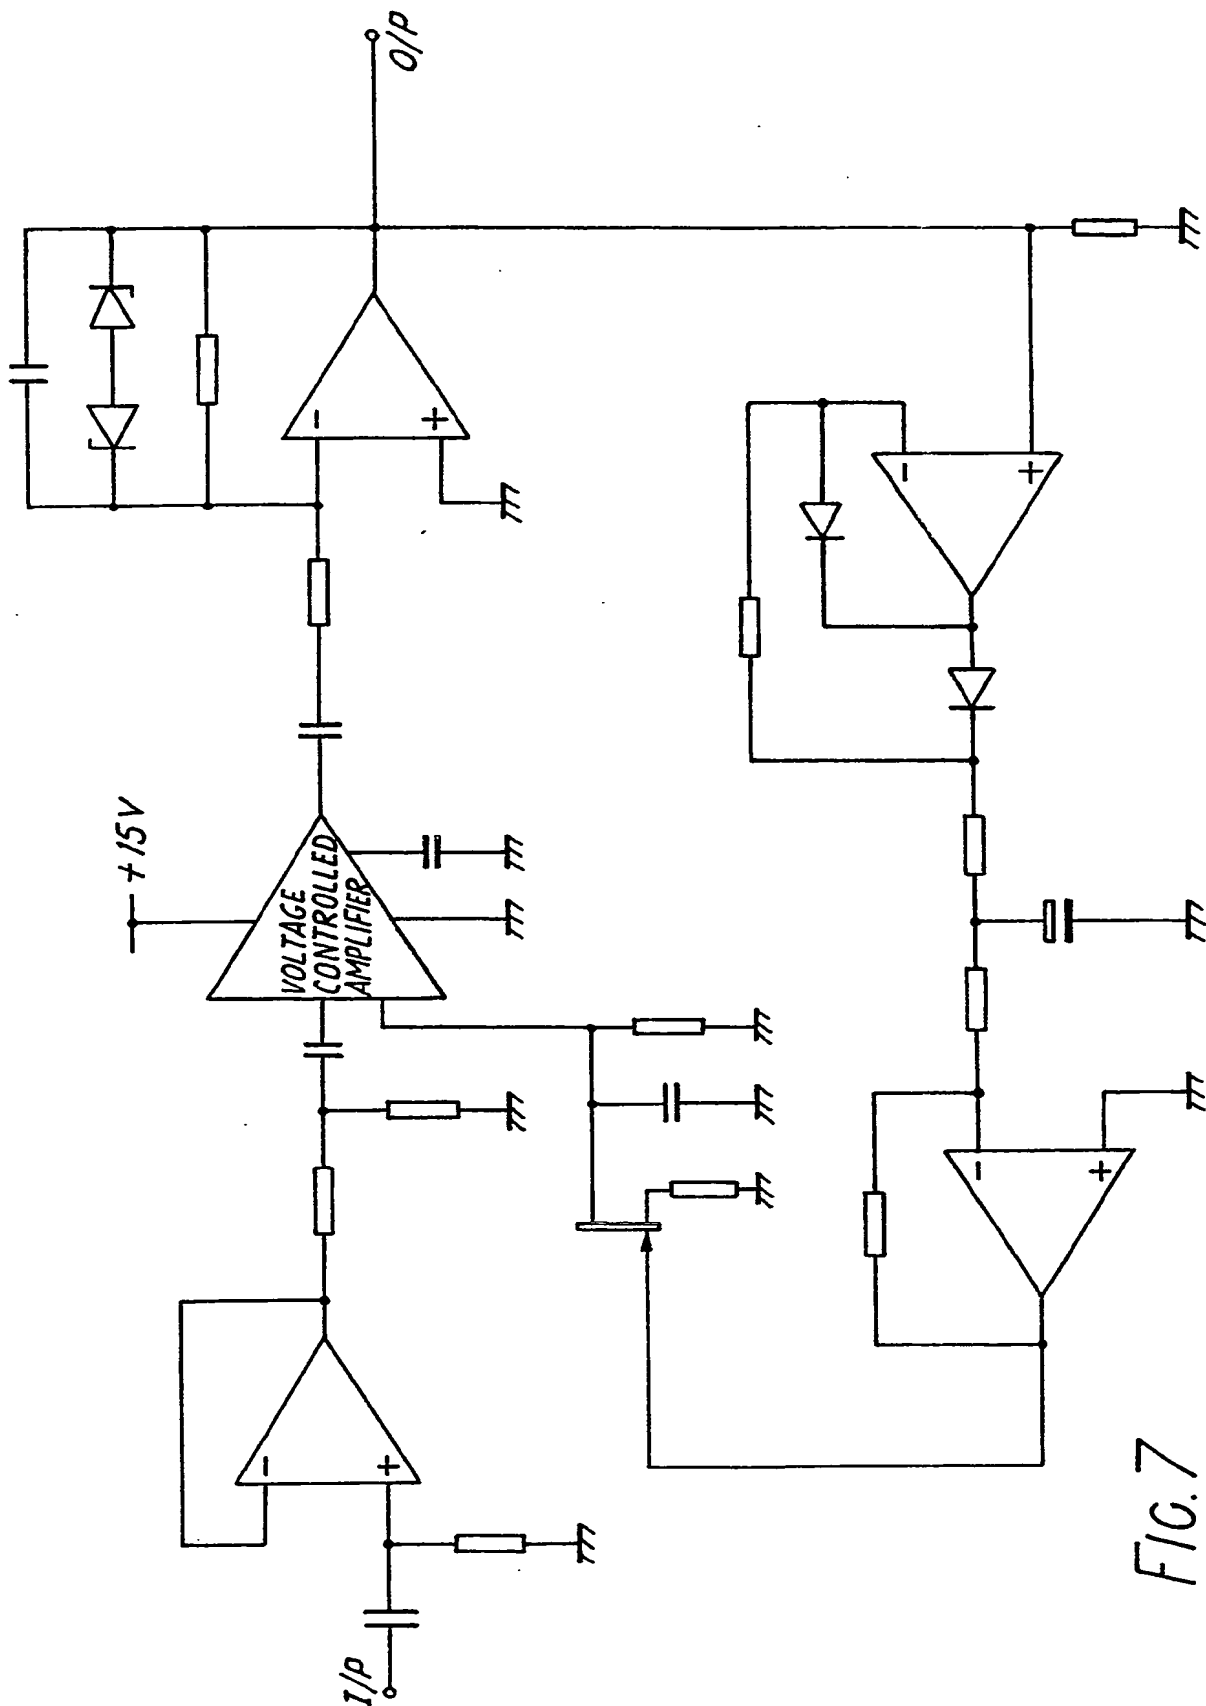 I/P
-
+
VOLTAGE
CONTROLLED
AMPLIFIER
+15V
-
+
O/P
-
+
-
+
FIG. 7